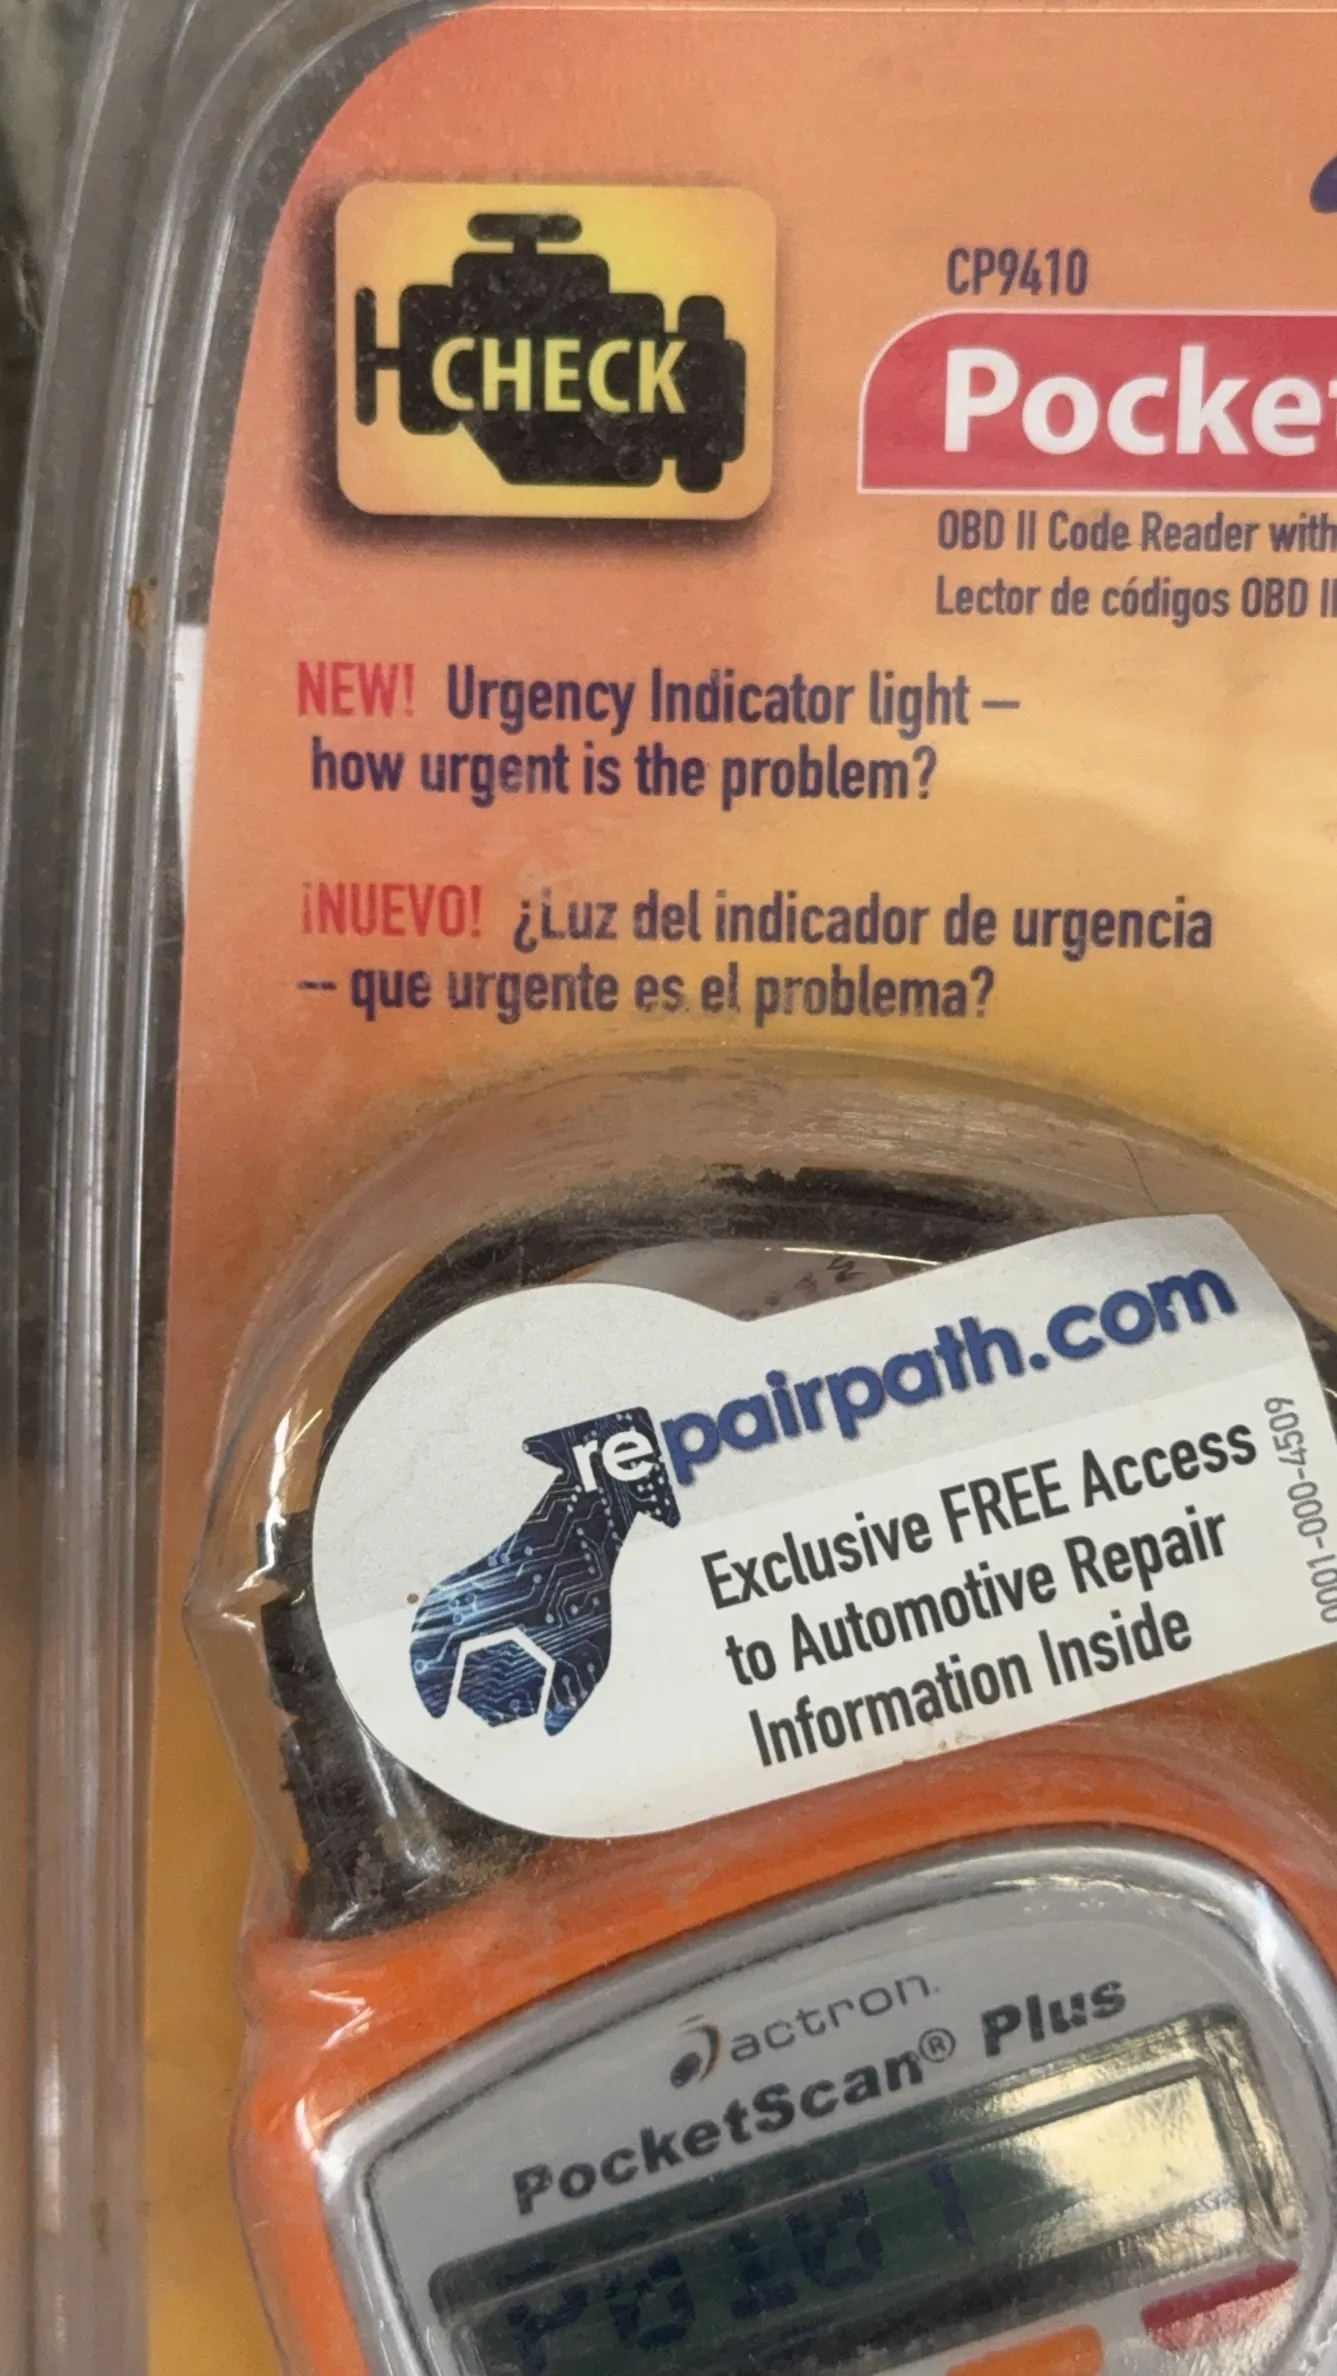 CHECK
CP9410
Pocket
OBD II Code Reader with
Lector de códigos OBD II
NEW! Urgency Indicator light –
how urgent is the problem?
¡NUEVO! ¿Luz del indicador de urgencia
– que urgente es el problema?
repairpath.com
Exclusive FREE Access
to Automotive Repair
Information Inside
0001-000-4509
actron.
PocketScan® Plus